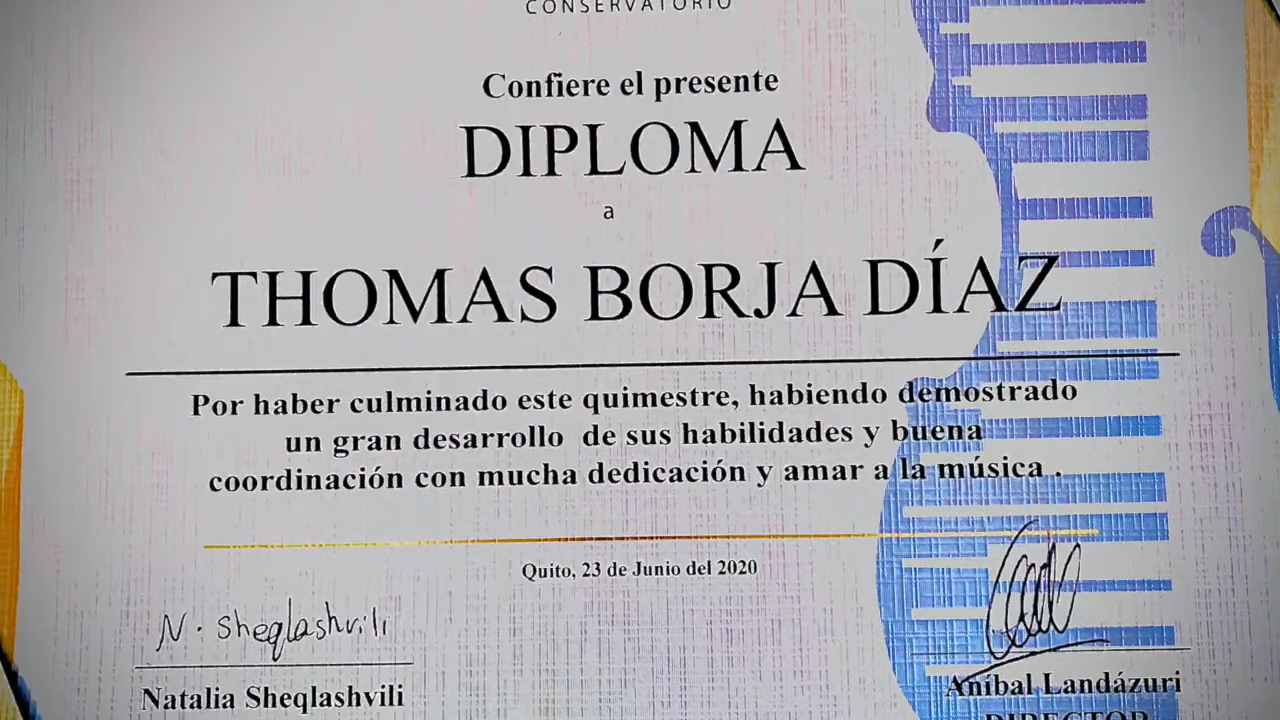 CONSERVATORIO
Confiere el presente
DIPLOMA
a
THOMAS BORJA DÍAZ
Por haber culminado este quimestre, habiendo demostrado
un gran desarrollo de sus habilidades y buena
coordinación con mucha dedicación y amar a la música .
Quito, 23 de Junio del 2020
N. Sheqlashvili
Natalia Sheqlashvili
Aníbal Landázuri
DIRECTOR